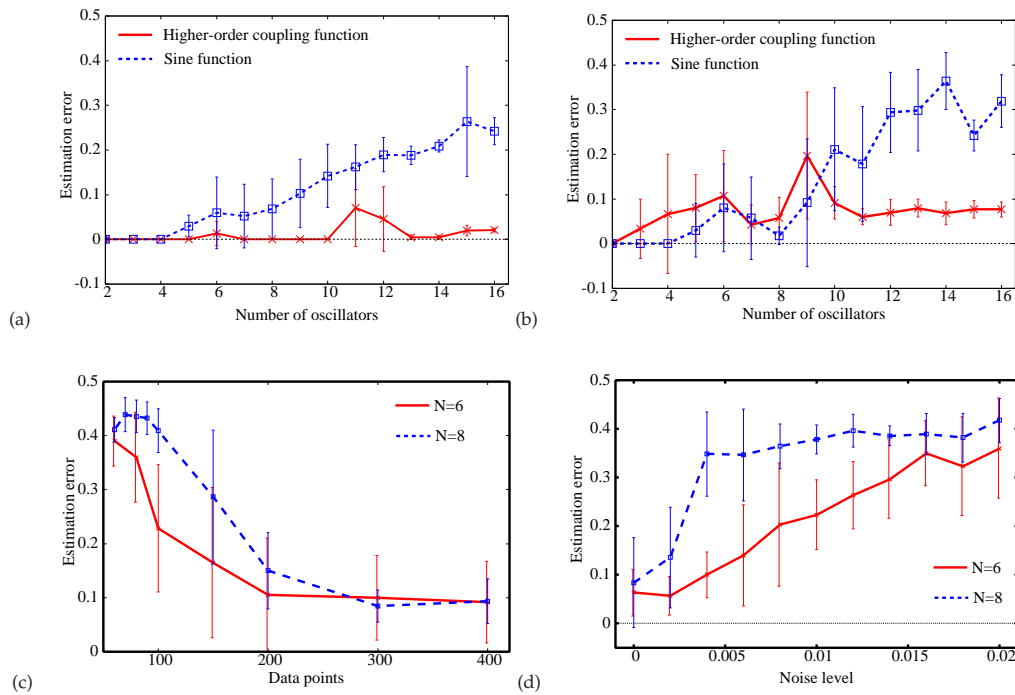 0.5
0.4
0.3
0.2
0.1
0
-0.1
Estimation error
Higher-order coupling function
Sine function
2 4 6 8 10 12 14 16
Number of oscillators
(a)
0.5
0.4
0.3
0.2
0.1
0
-0.1
Estimation error
Higher-order coupling function
Sine function
2 4 6 8 10 12 14 16
Number of oscillators
(b)
0.5
0.4
0.3
0.2
0.1
0
Estimation error
N=6
N=8
100 200 300 400
Data points
(c)
0.5
0.4
0.3
0.2
0.1
0
Estimation error
N=6
N=8
0 0.005 0.01 0.015 0.02
Noise level
(d)